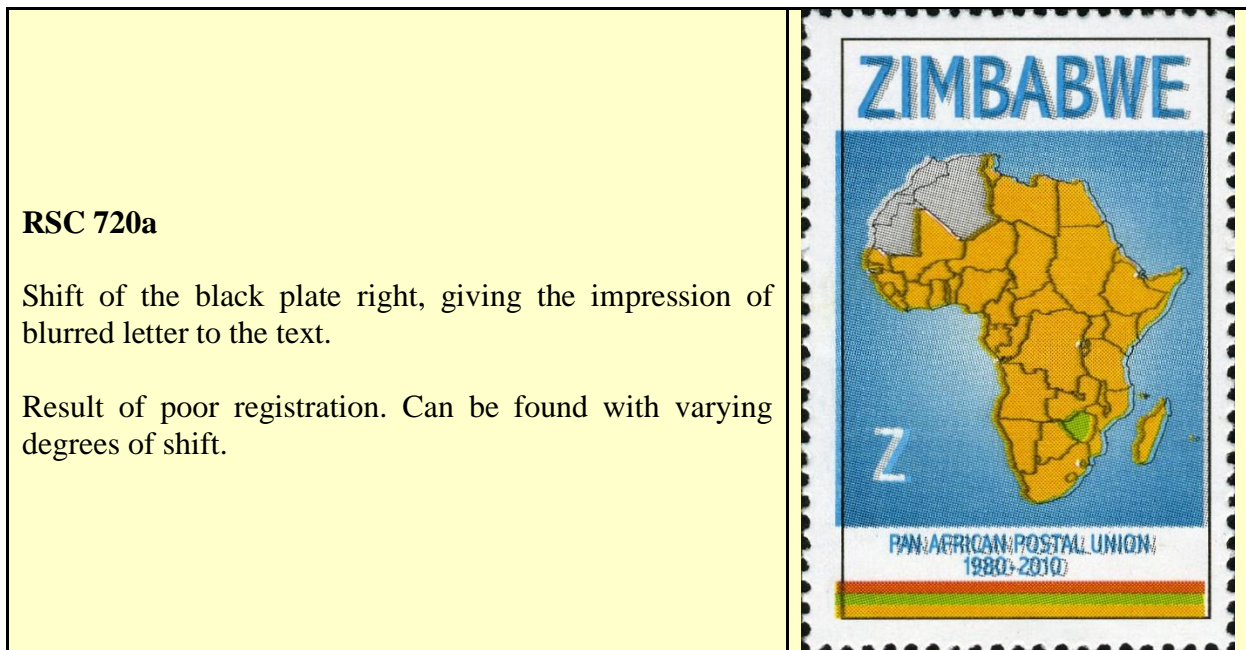 RSC 720a
Shift of the black plate right, giving the impression of
blurred letter to the text.
Result of poor registration. Can be found with varying
degrees of shift.
ZIMBABWE
Z
PAN AFRICAN POSTAL UNION
1980-2010